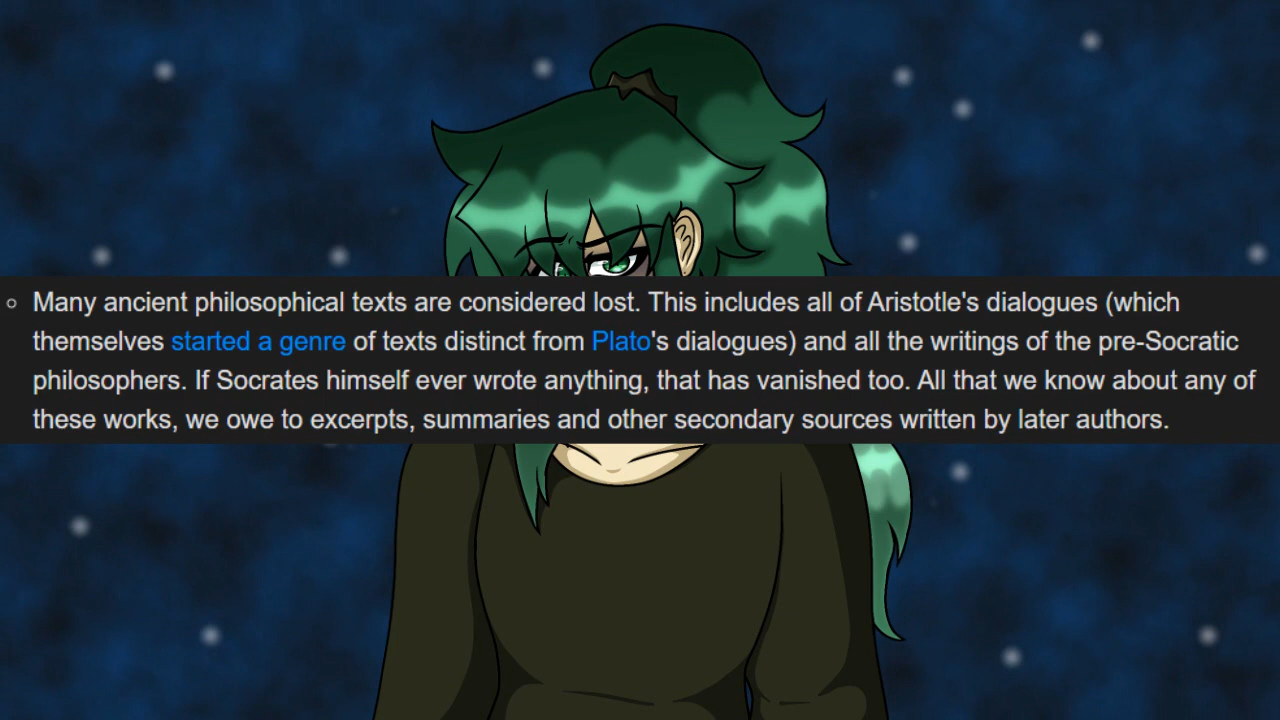 Many ancient philosophical texts are considered lost. This includes all of Aristotle's dialogues (which
themselves started a genre of texts distinct from Plato's dialogues) and all the writings of the pre-Socratic
philosophers. If Socrates himself ever wrote anything, that has vanished too. All that we know about any of
these works, we owe to excerpts, summaries and other secondary sources written by later authors.